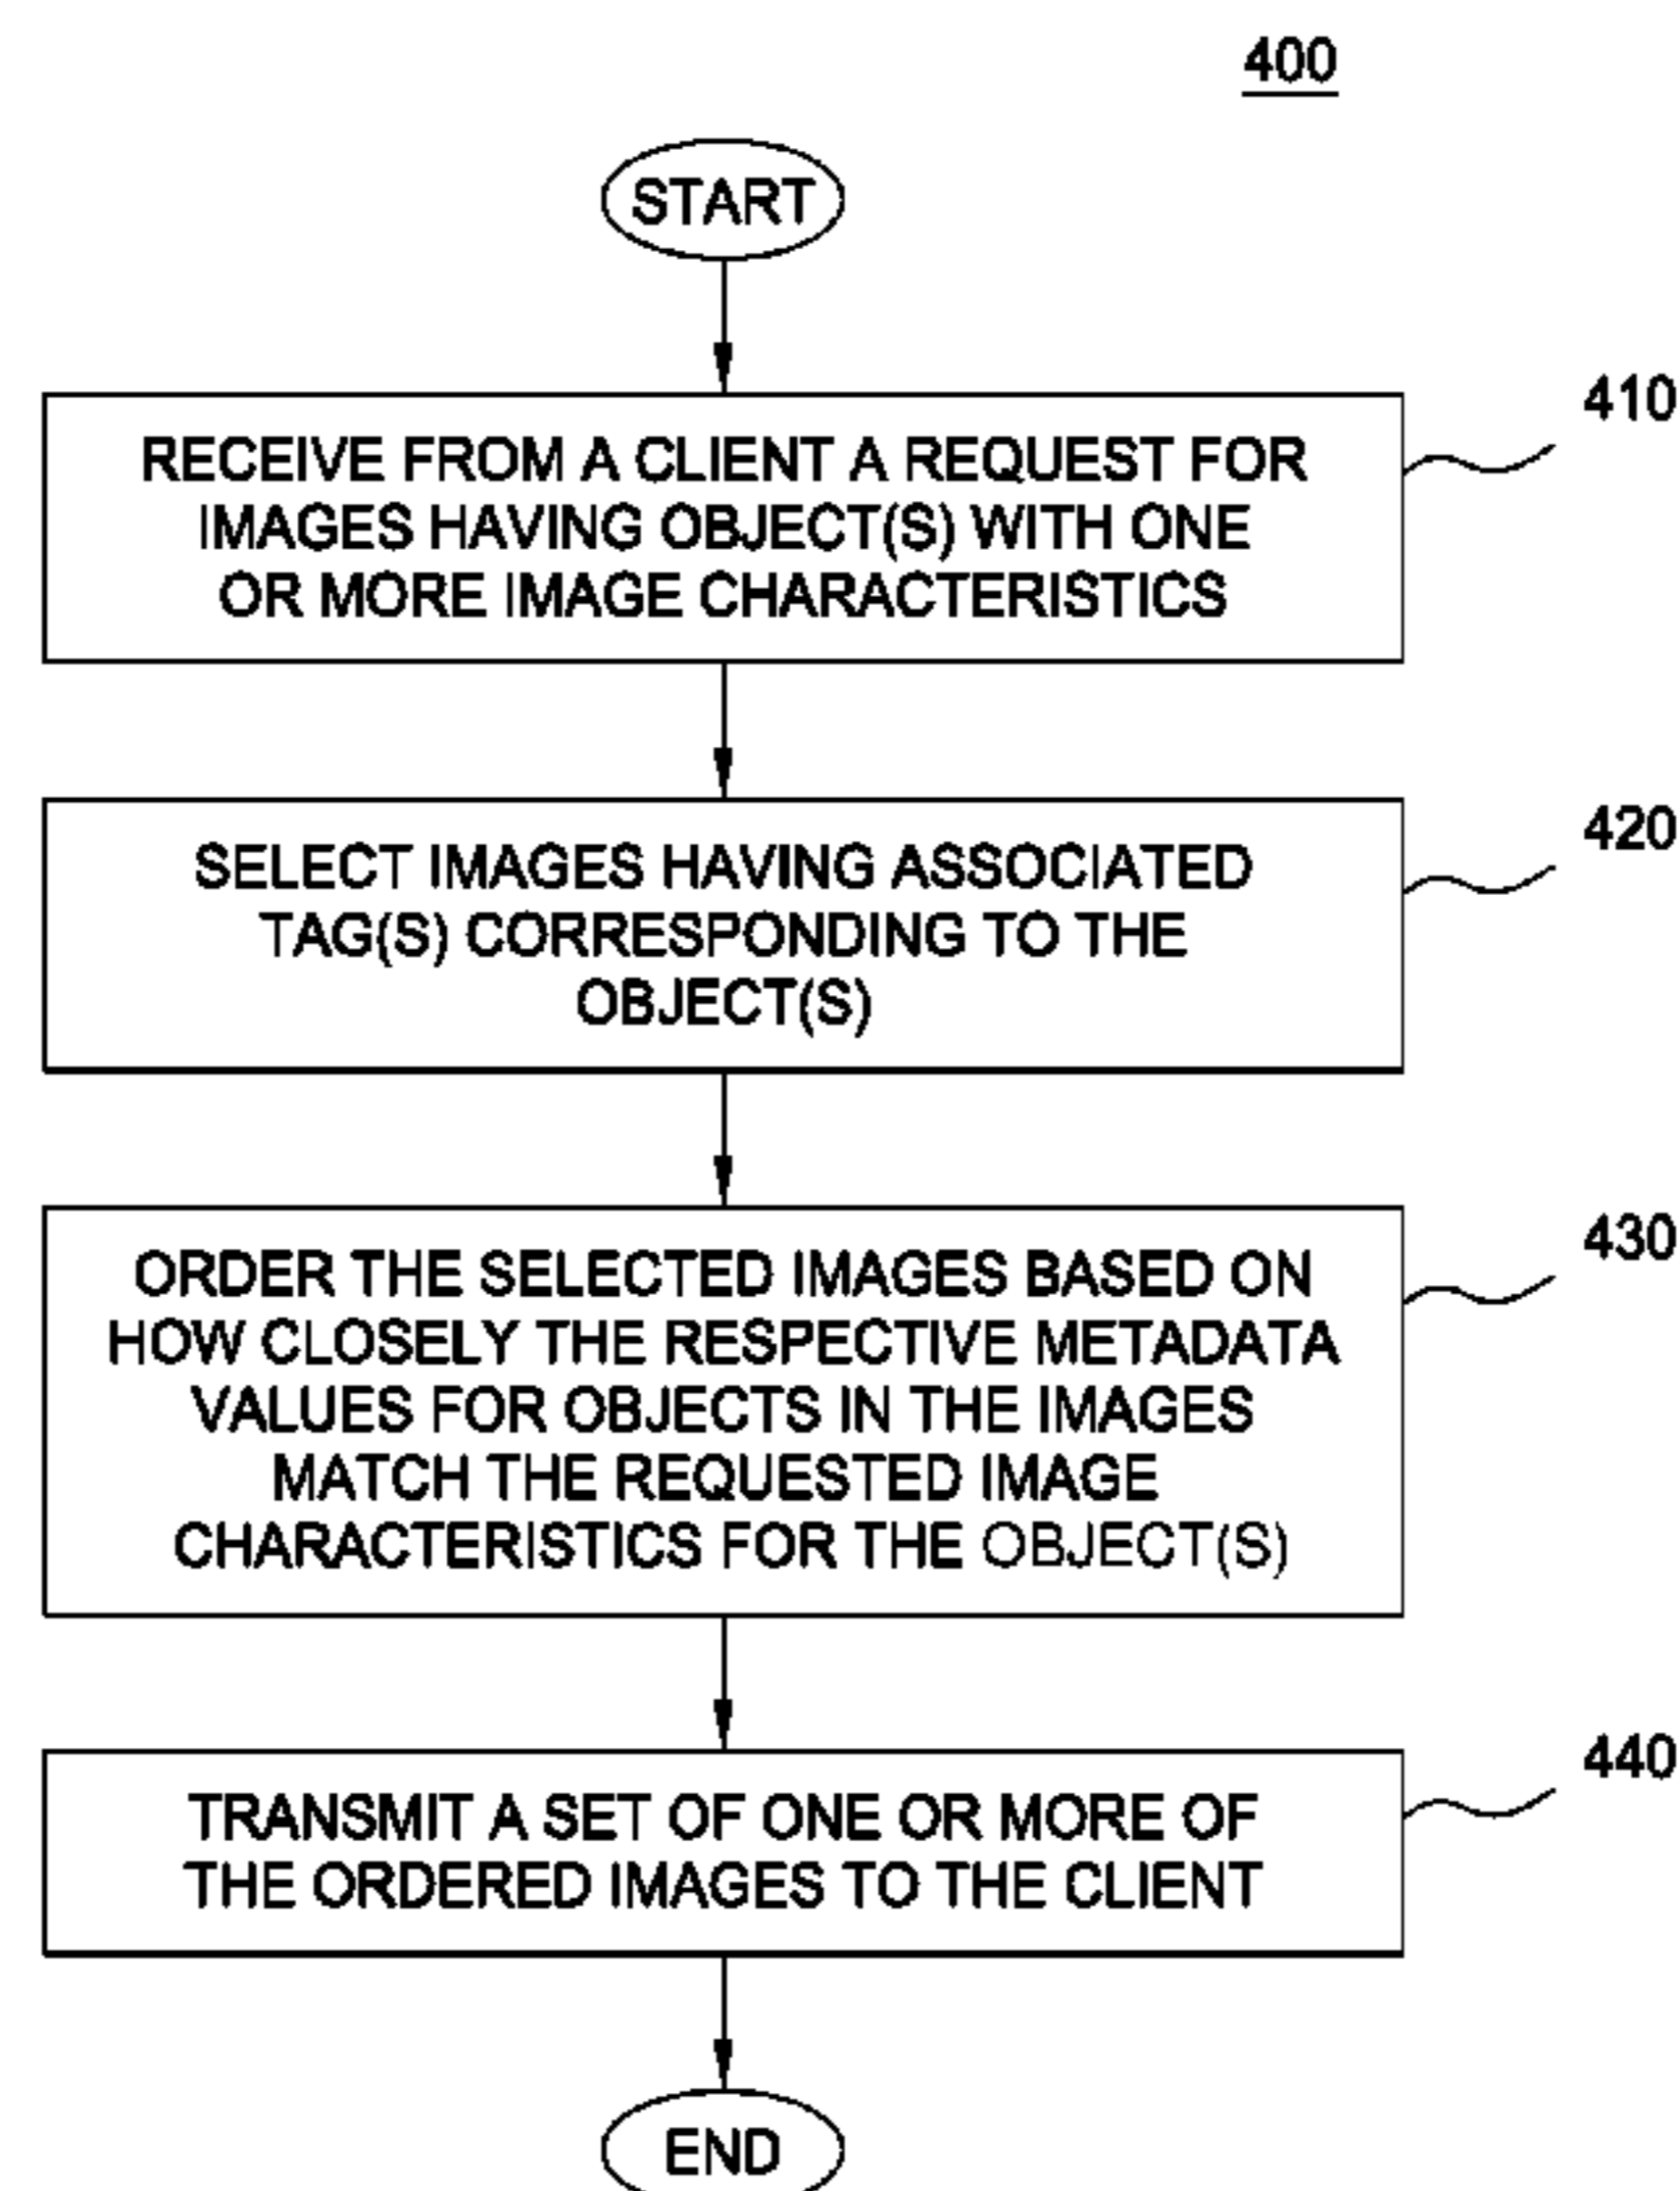 400
START
410
RECEIVE FROM A CLIENT A REQUEST FOR
IMAGES HAVING OBJECT(S) WITH ONE
OR MORE IMAGE CHARACTERISTICS
420
SELECT IMAGES HAVING ASSOCIATED
TAG(S) CORRESPONDING TO THE
OBJECT(S)
430
ORDER THE SELECTED IMAGES BASED ON
HOW CLOSELY THE RESPECTIVE METADATA
VALUES FOR OBJECTS IN THE IMAGES
MATCH THE REQUESTED IMAGE
CHARACTERISTICS FOR THE OBJECT(S)
440
TRANSMIT A SET OF ONE OR MORE OF
THE ORDERED IMAGES TO THE CLIENT
END